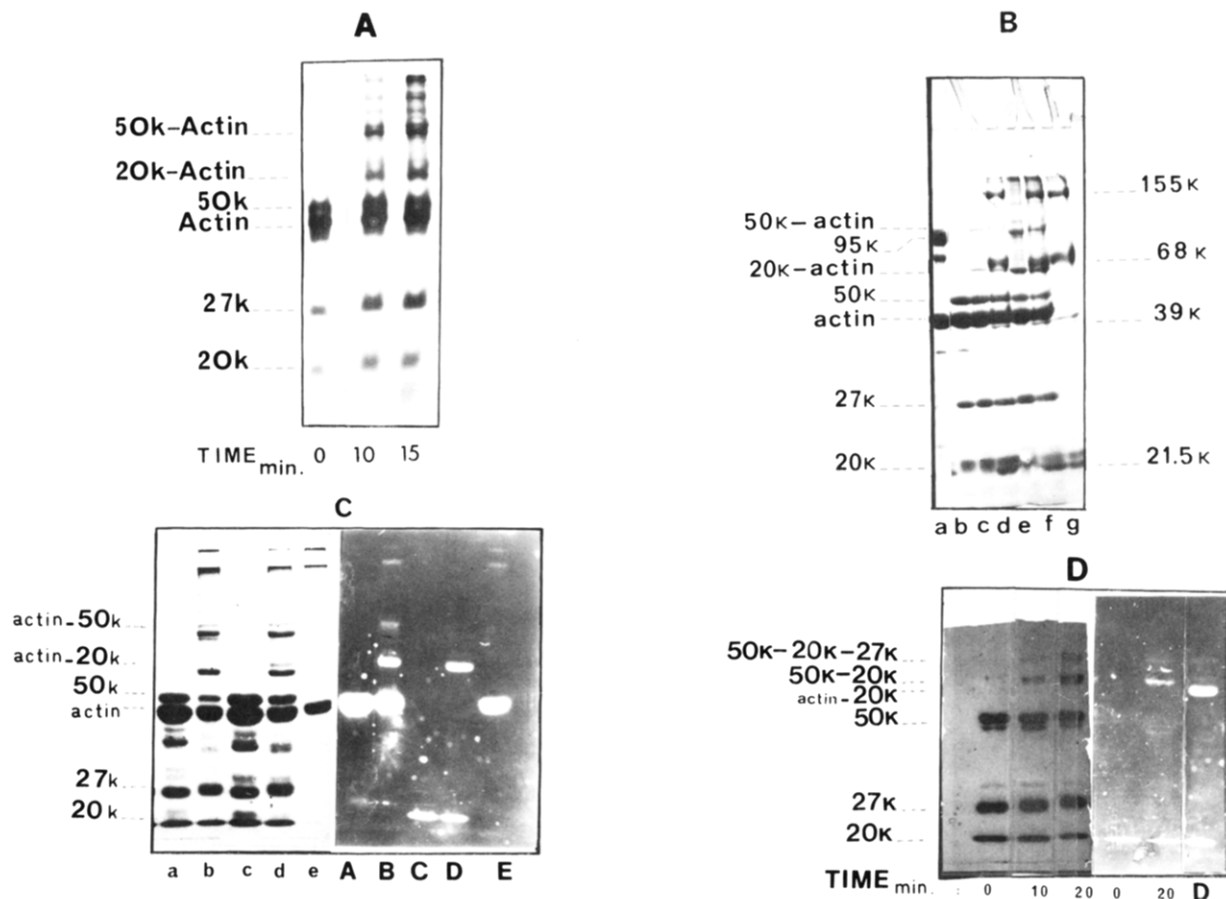 A
50k-Actin
20k-Actin
50k
Actin
27k
20k
TIME min. 0 10 15
B
50K-actin
95K
20K-actin
50K
actin
27K
20K
155K
68K
39K
21.5K
a b c d e f g
C
actin-50k
actin-20k
50k
actin
27k
20k
a b c d e A B C D E
D
50K-20K-27K
50K-20K
actin-20K
50K
27K
20K
TIME min. : 0 10 20 0 20 D